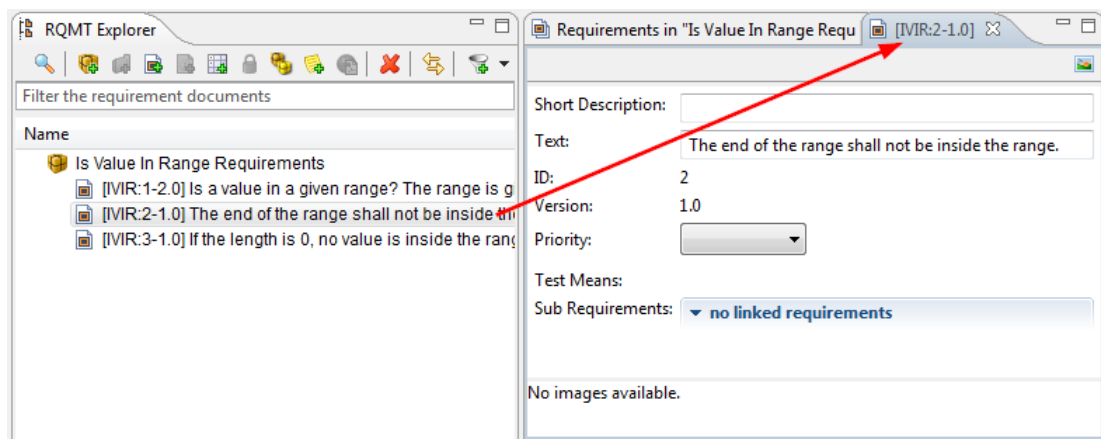 RQMT Explorer
Filter the requirement documents
Name
Is Value In Range Requirements
[IVIR:1-2.0] Is a value in a given range? The range is g
[IVIR:2-1.0] The end of the range shall not be inside the
[IVIR:3-1.0] If the length is 0, no value is inside the rang
Requirements in "Is Value In Range Requ
[IVIR:2-1.0]
Short Description:
Text: The end of the range shall not be inside the range.
ID: 2
Version: 1.0
Priority:
Test Means:
Sub Requirements: no linked requirements
No images available.